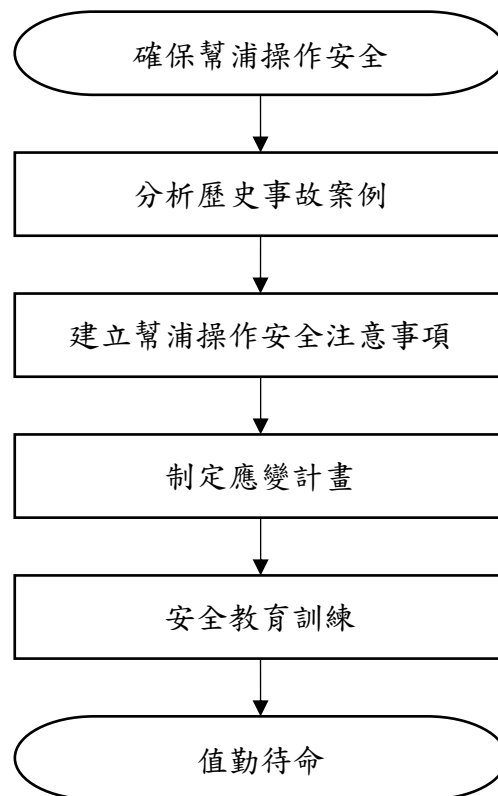 確保幫浦操作安全
分析歷史事故案例
建立幫浦操作安全注意事項
制定應變計畫
安全教育訓練
值勤待命